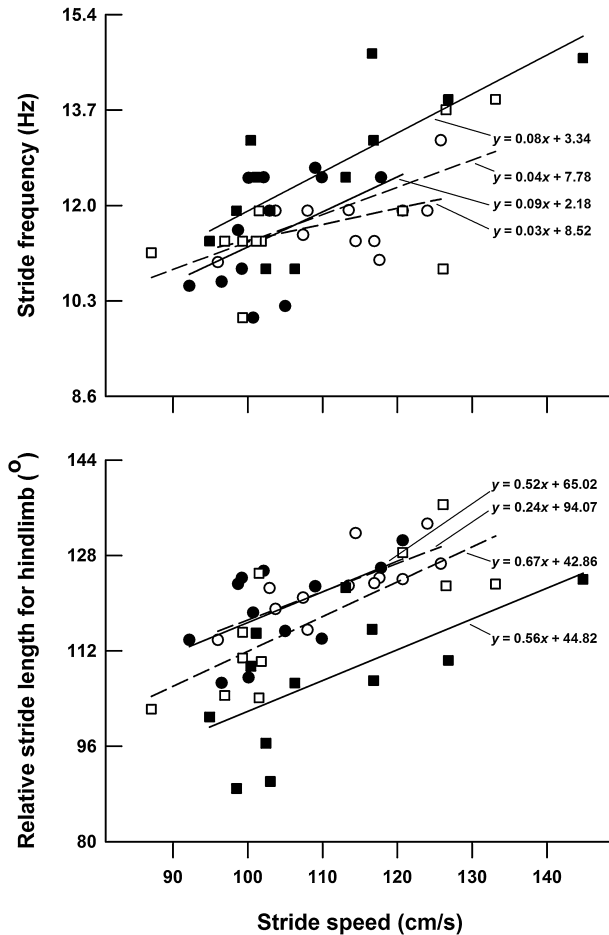 Stride frequency (Hz)
15.4
13.7
12.0
10.3
8.6
y = 0.08x + 3.34
y = 0.04x + 7.78
y = 0.09x + 2.18
y = 0.03x + 8.52
Relative stride length for hindlimb (°)
144
128
112
96
80
y = 0.52x + 65.02
y = 0.24x + 94.07
y = 0.67x + 42.86
y = 0.56x + 44.82
90 100 110 120 130 140
Stride speed (cm/s)